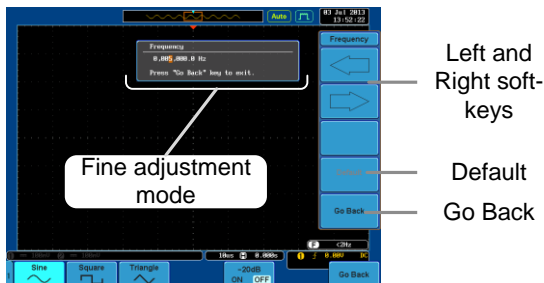 Auto
03 Jul 2013
13:52:22
Frequency
Frequency
0,005,000.0 Hz
Press "Go Back" key to exit.
Left and
Right soft-
keys
Fine adjustment
mode
Default
Go Back
Go Back
10us H 0.000s
F <2Hz
1 0.00V DC
Sine
Square
Triangle
-20dB
ON OFF
Go Back